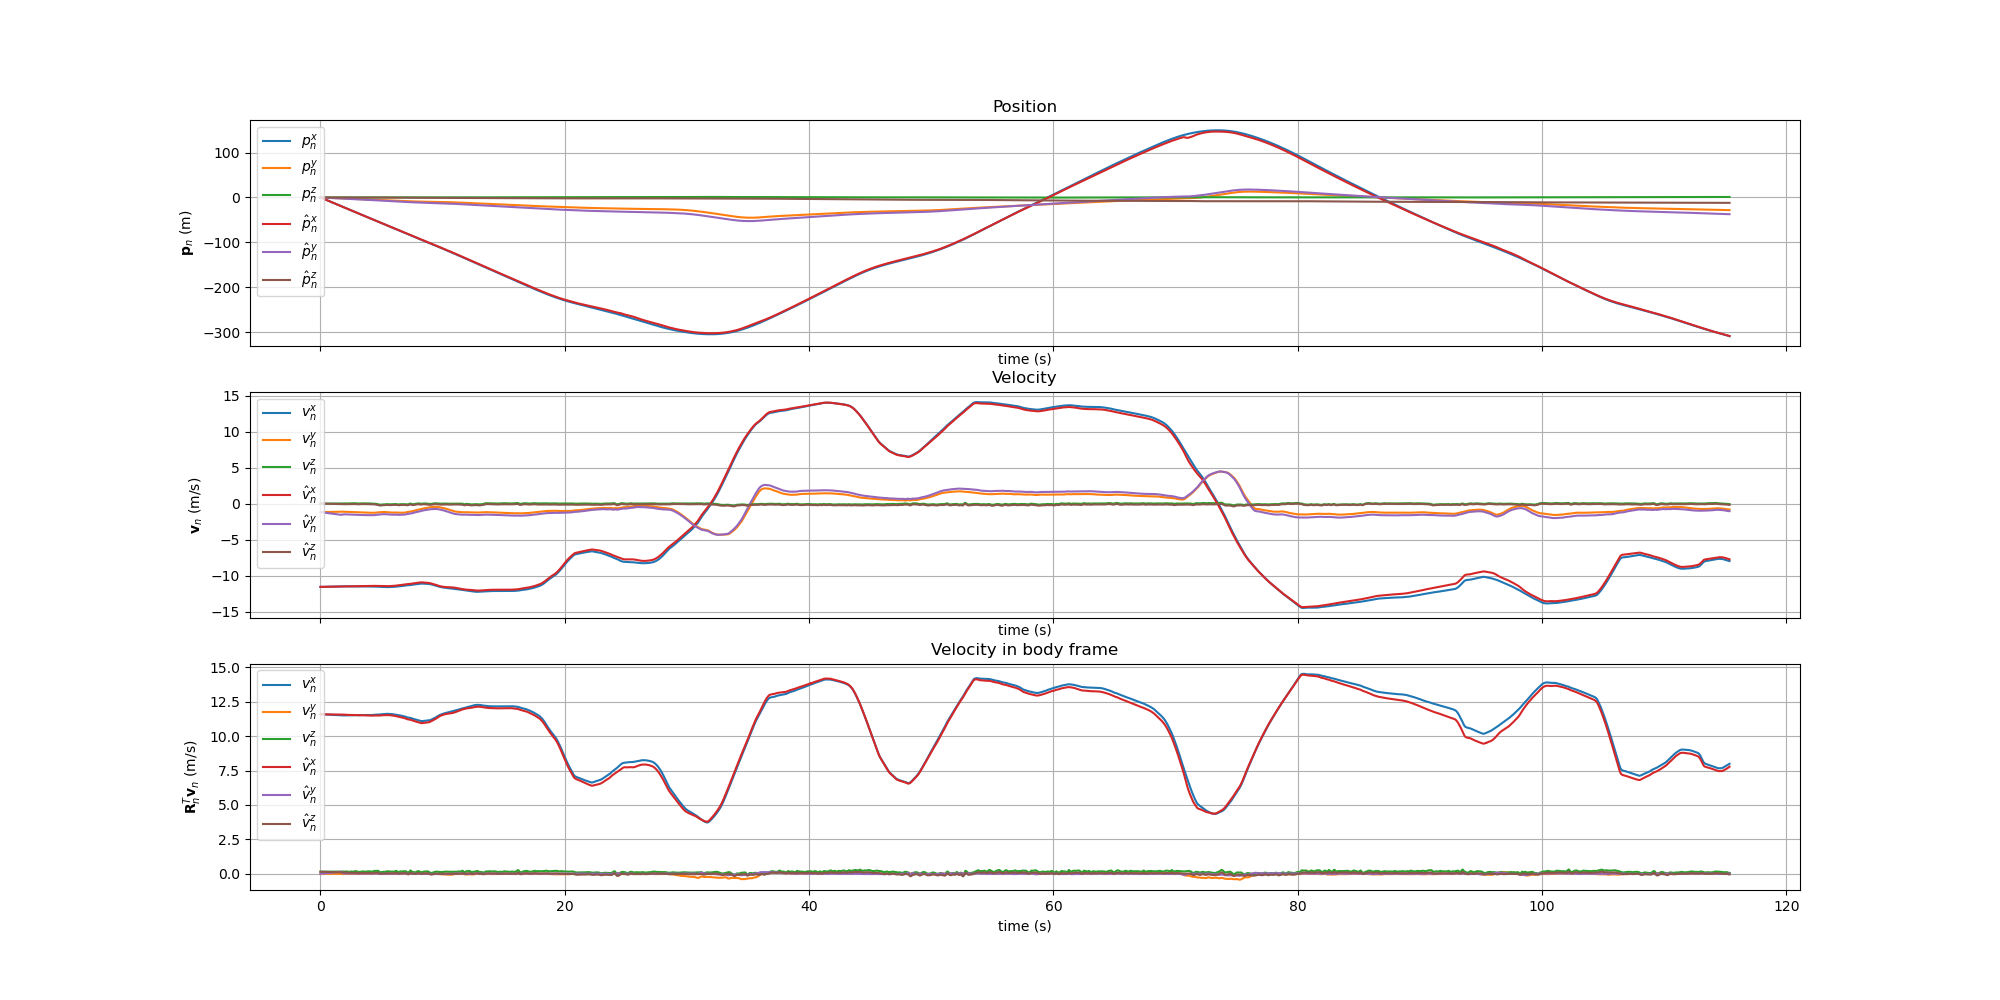 Position
p_n (m)
100
0
−100
−200
−300
p_n^x
p_n^y
p_n^z
p̂_n^x
p̂_n^y
p̂_n^z
time (s)
Velocity
v_n (m/s)
15
10
5
0
−5
−10
−15
v_n^x
v_n^y
v_n^z
v̂_n^x
v̂_n^y
v̂_n^z
time (s)
Velocity in body frame
R_n^T v_n (m/s)
15.0
12.5
10.0
7.5
5.0
2.5
0.0
v_n^x
v_n^y
v_n^z
v̂_n^x
v̂_n^y
v̂_n^z
0 20 40 60 80 100 120
time (s)